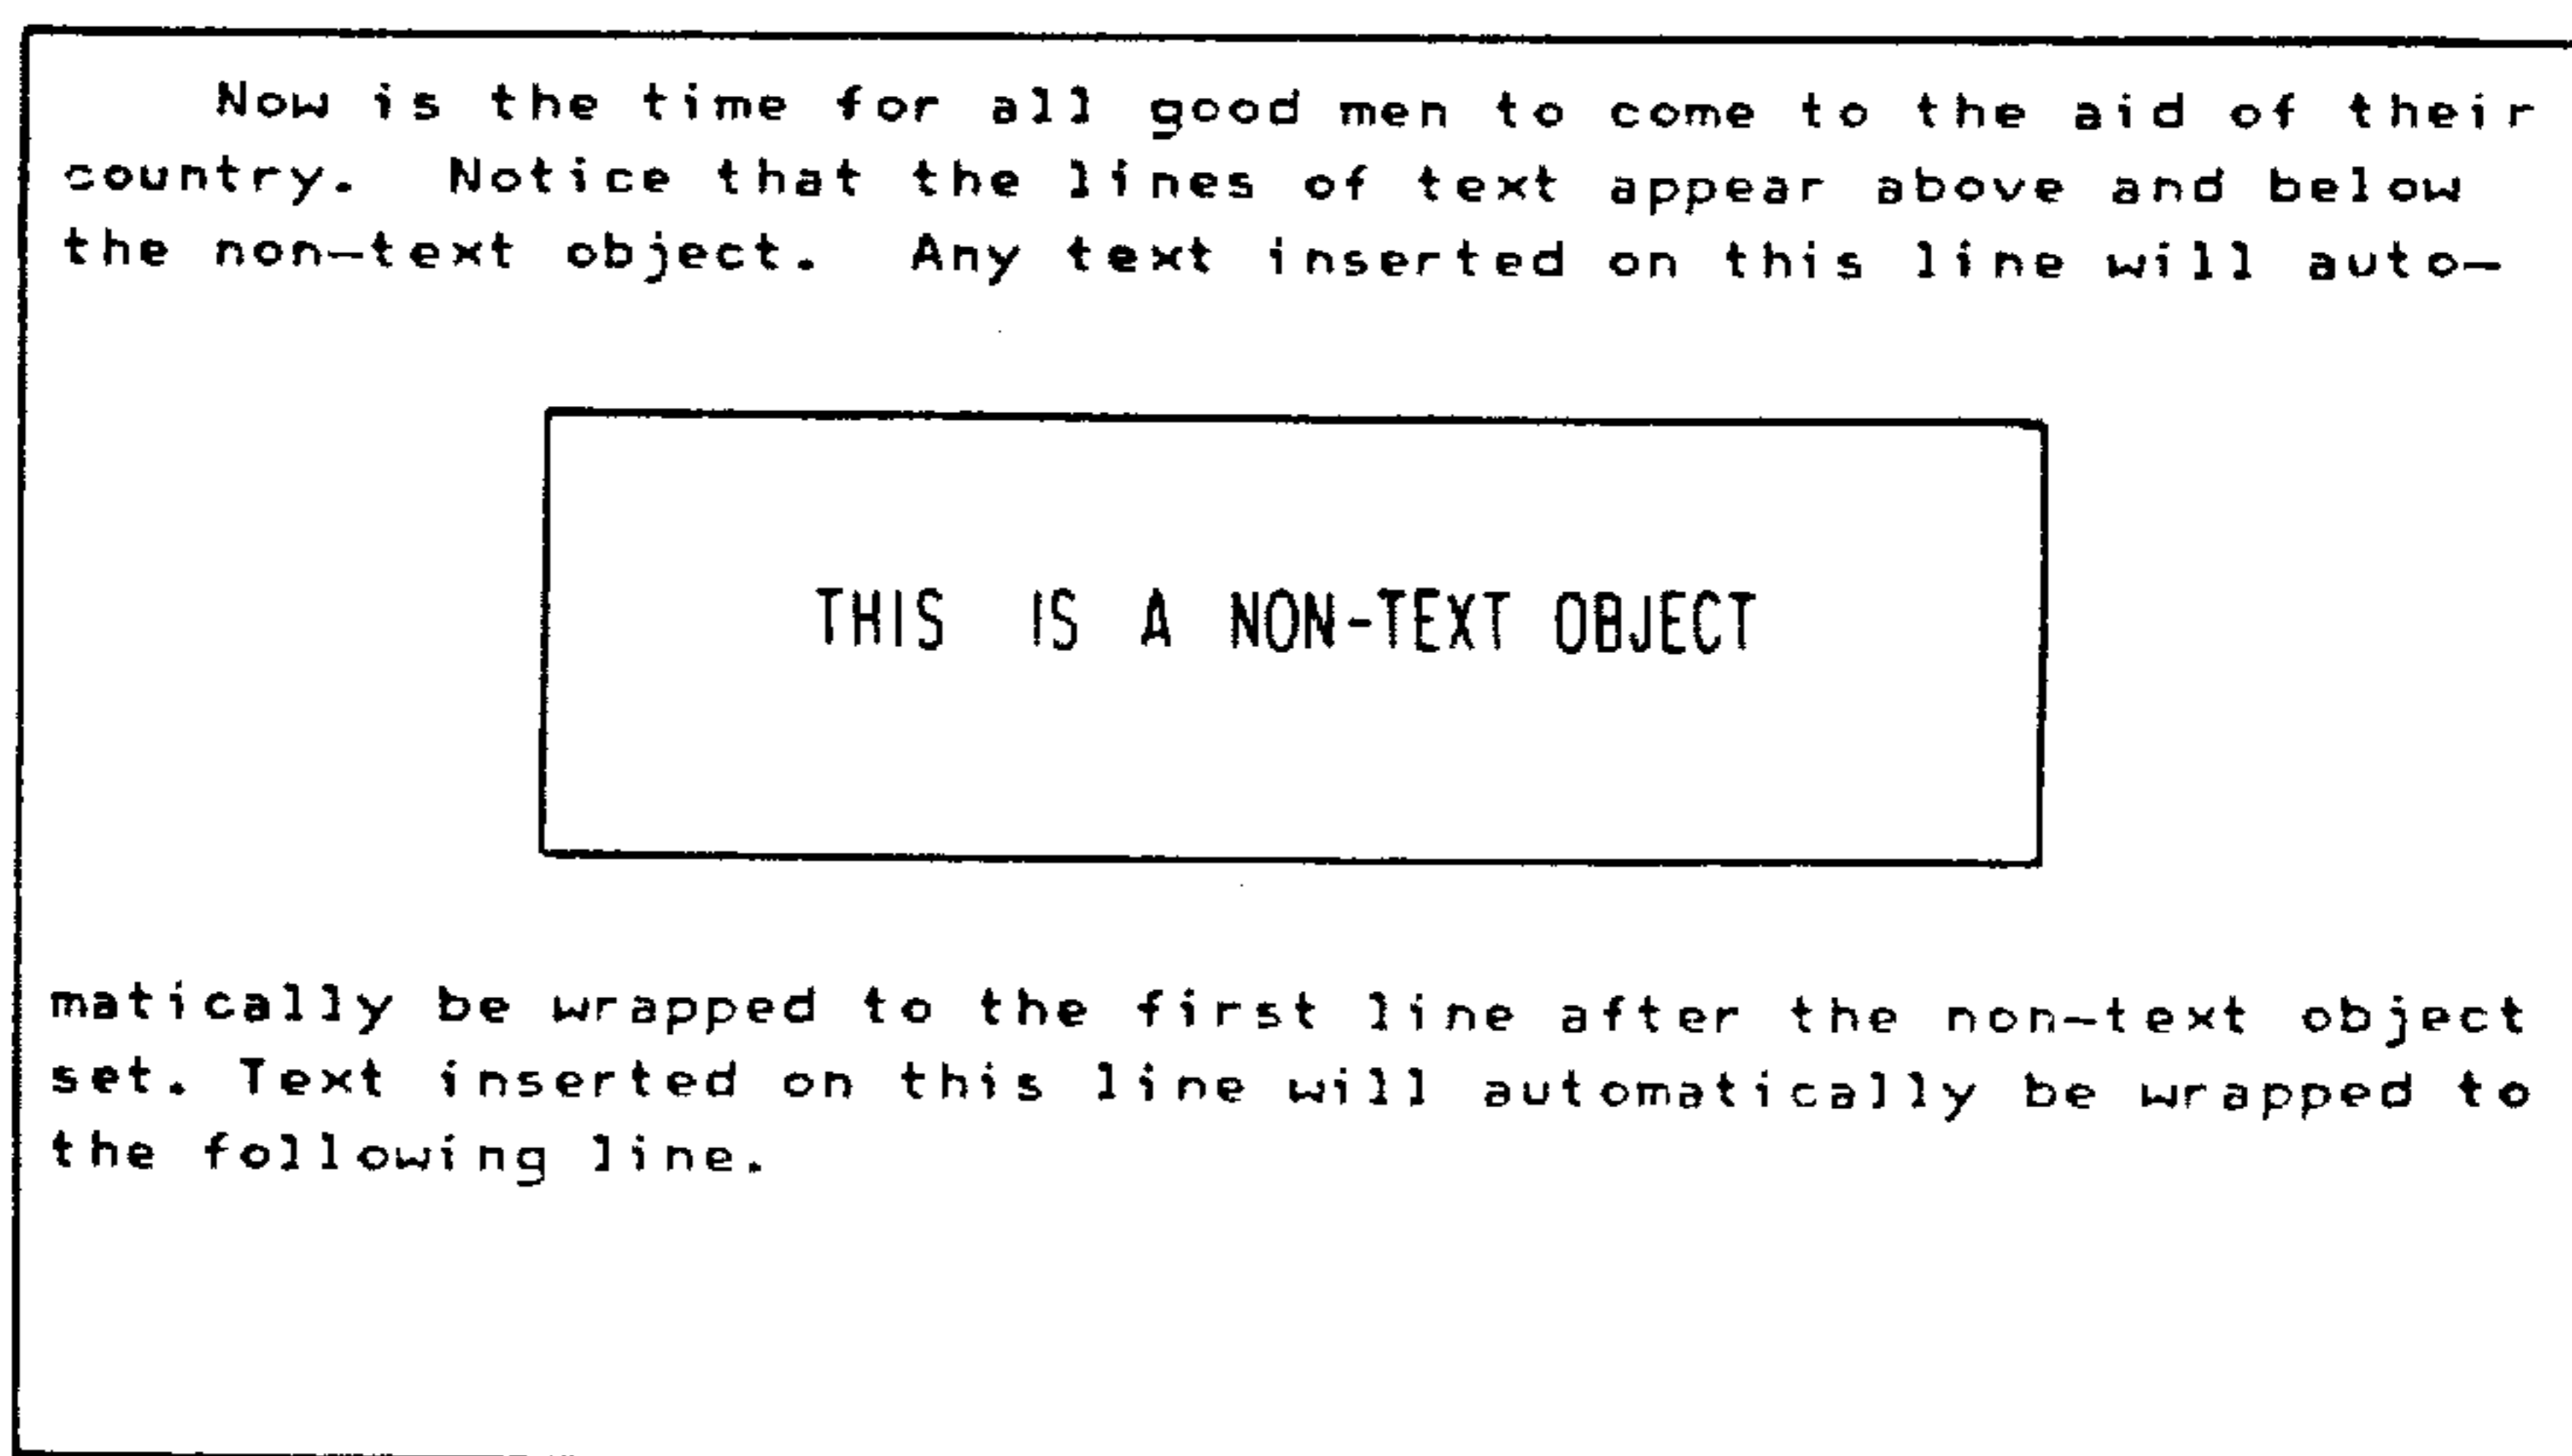 Now is the time for all good men to come to the aid of their
country. Notice that the lines of text appear above and below
the non-text object. Any text inserted on this line will auto-
THIS IS A NON-TEXT OBJECT
matically be wrapped to the first line after the non-text object
set. Text inserted on this line will automatically be wrapped to
the following line.